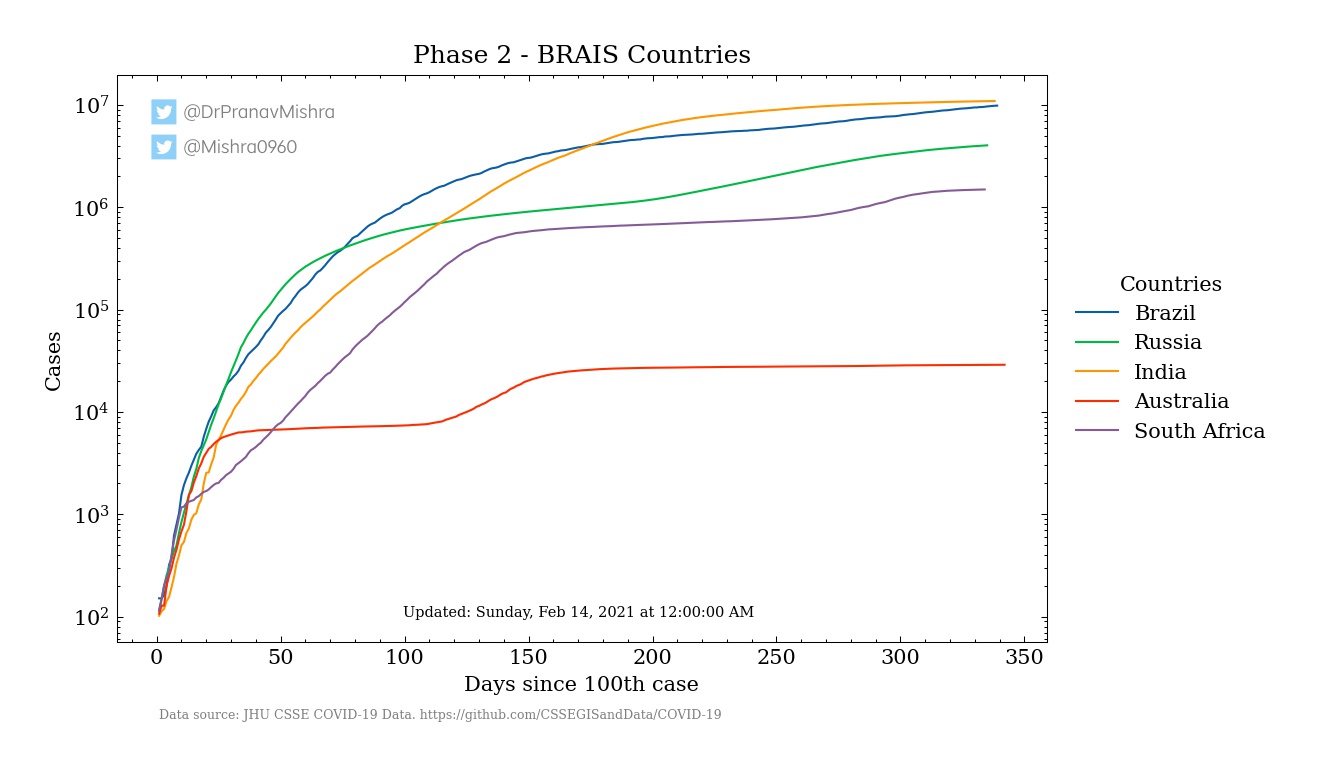 Phase 2 - BRAIS Countries
@DrPranavMishra
@Mishra0960
10⁷
10⁶
10⁵
10⁴
10³
10²
Cases
Updated: Sunday, Feb 14, 2021 at 12:00:00 AM
0 50 100 150 200 250 300 350
Days since 100th case
Data source: JHU CSSE COVID-19 Data. https://github.com/CSSEGISandData/COVID-19
Countries
Brazil
Russia
India
Australia
South Africa